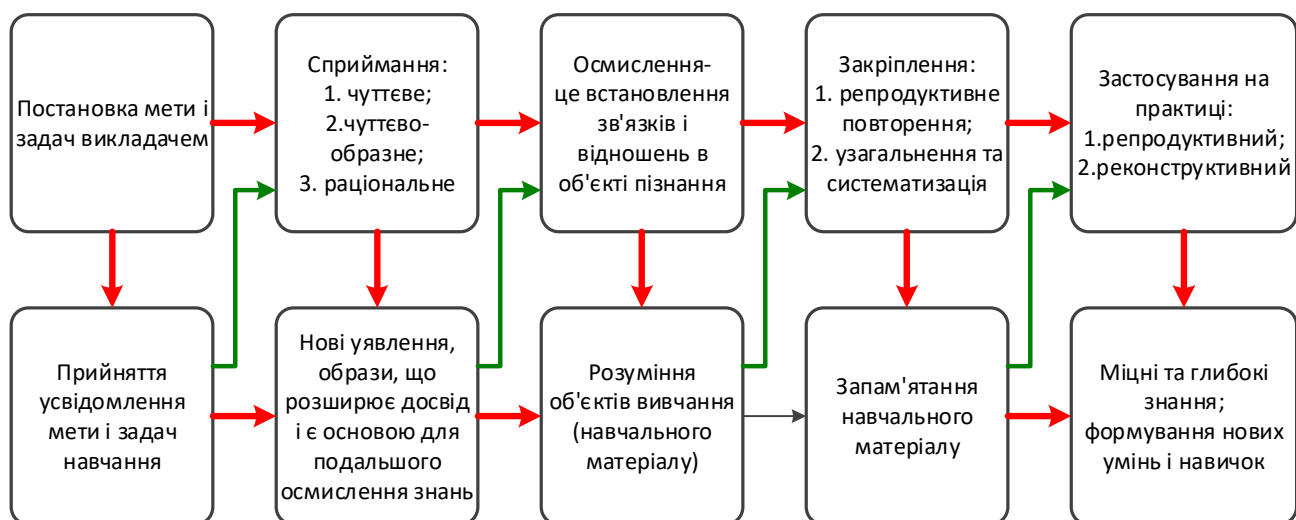 Постановка мети і
задач викладачем
Сприймання:
1. чуттєве;
2.чуттєво-
образне;
3. раціональне
Осмислення-
це встановлення
зв'язків і
відношень в
об'єкті пізнання
Закріплення:
1. репродуктивне
повторення;
2. узагальнення та
систематизація
Застосування на
практиці:
1.репродуктивний;
2.реконструктивний
Прийняття
усвідомлення
мети і задач
навчання
Нові уявлення,
образи, що
розширює досвід
і є основою для
подальшого
осмислення знань
Розуміння
об'єктів вивчання
(навчального
матеріалу)
Запам'ятання
навчального
матеріалу
Міцні та глибокі
знання;
формування нових
умінь і навичок